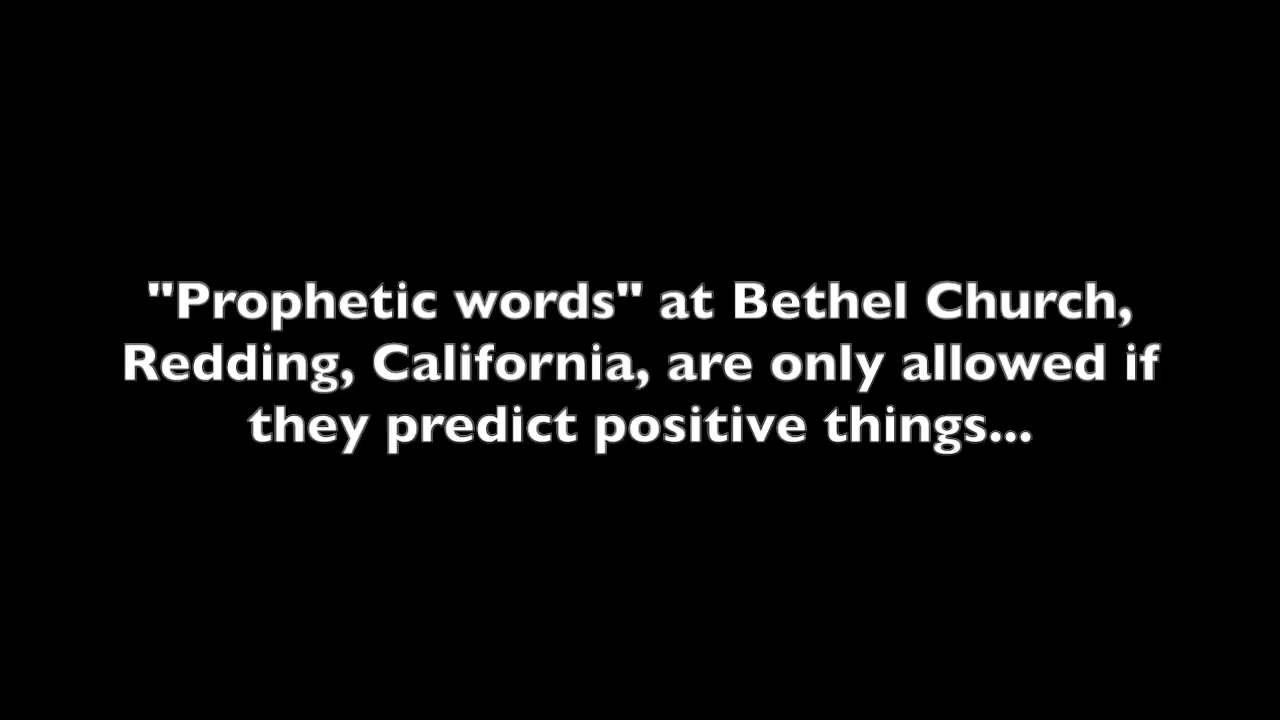 "Prophetic words" at Bethel Church,
Redding, California, are only allowed if
they predict positive things...